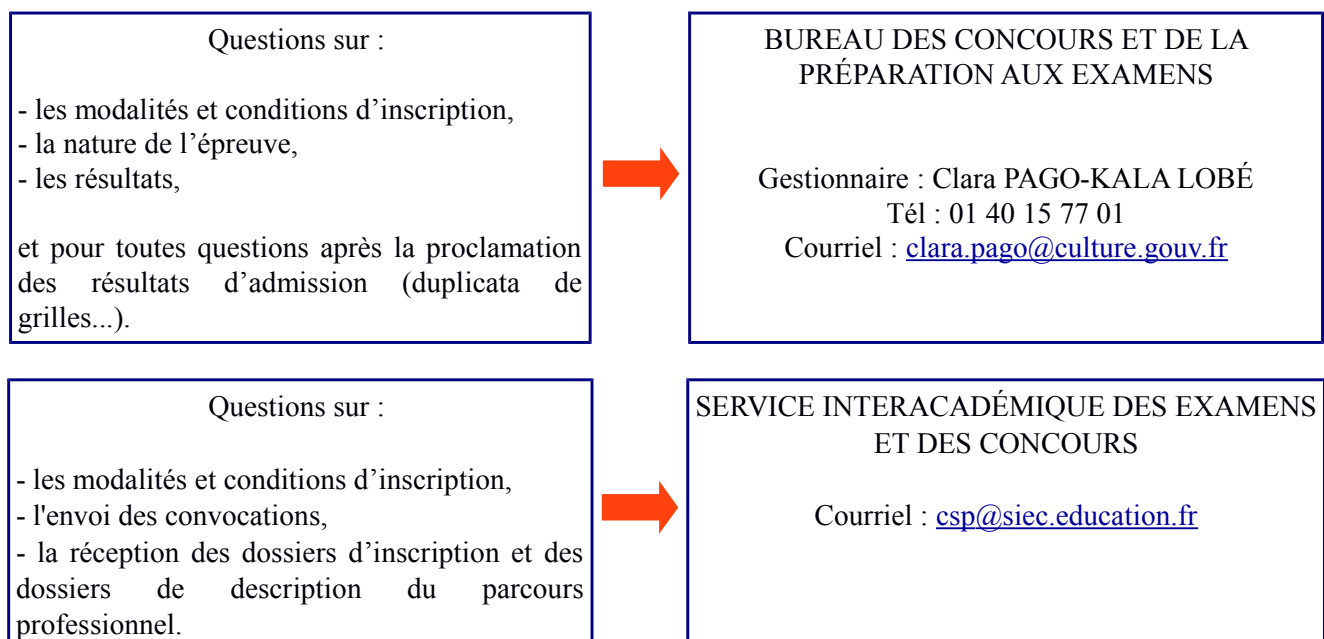 Questions sur :
- les modalités et conditions d’inscription,
- la nature de l’épreuve,
- les résultats,
et pour toutes questions après la proclamation
des résultats d’admission (duplicata de
grilles...).
BUREAU DES CONCOURS ET DE LA
PRÉPARATION AUX EXAMENS
Gestionnaire : Clara PAGO-KALA LOBÉ
Tél : 01 40 15 77 01
Courriel : clara.pago@culture.gouv.fr
Questions sur :
- les modalités et conditions d’inscription,
- l'envoi des convocations,
- la réception des dossiers d’inscription et des
dossiers de description du parcours
professionnel.
SERVICE INTERACADÉMIQUE DES EXAMENS
ET DES CONCOURS
Courriel : csp@siec.education.fr